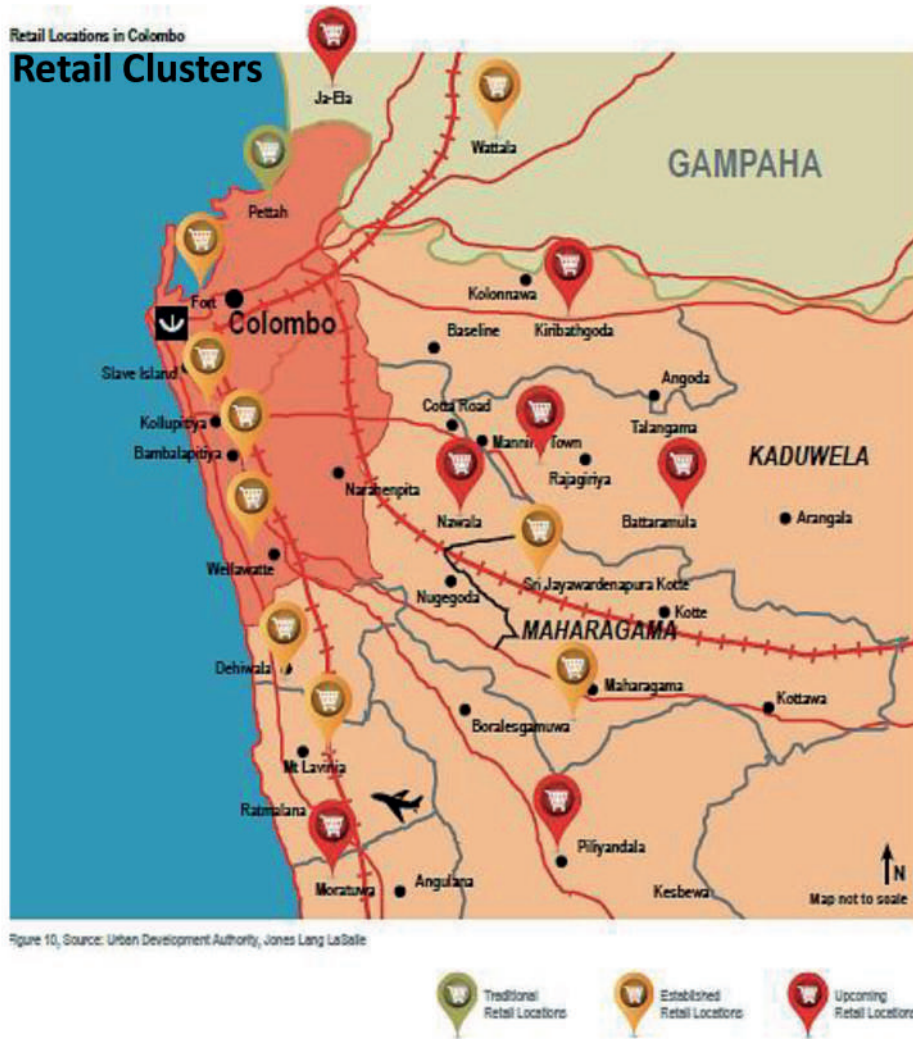 Retail Locations in Colombo
Retail Clusters
Ja-Ela
Wattala
GAMPAHA
Pettah
Kolonnawa
Fort
Colombo
Kiribathgoda
Baseline
Slave Island
Angoda
Cotta Road
Kollupitiya
Talangama
Manning Town
Bambalapitiya
KADUWELA
Rajagiriya
Narahenpita
Nawala
Battaramula
Arangala
Wellawatte
Sri Jayawardenapura Kotte
Nugegoda
Kotte
MAHARAGAMA
Dehiwala
Maharagama
Kottawa
Boralesgamuwa
Mt Lavinia
Ratmalana
Piliyandala
Moratuwa
Angulana
Kesbewa
N
Map not to scale
Figure 10, Source: Urban Development Authority, Jones Lang LaSalle
Traditional
Retail Locations
Established
Retail Locations
Upcoming
Retail Locations